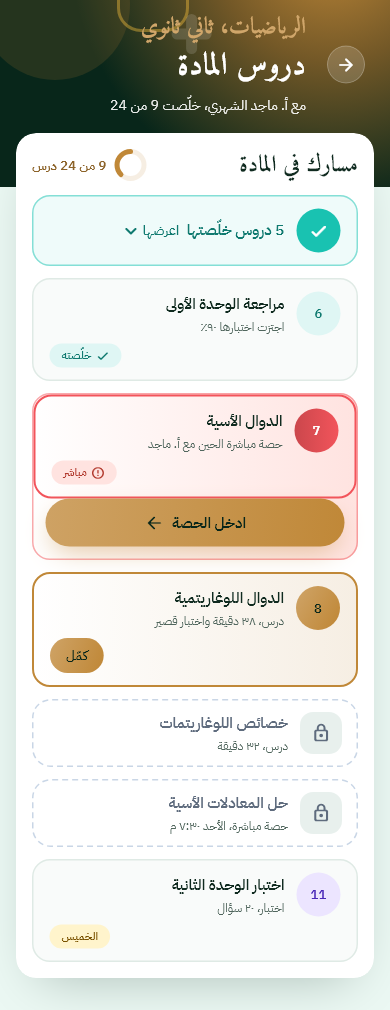 الرياضيات، ثاني ثانوي
دروس المادة
مع أ. ماجد الشهري، خلّصت 9 من 24
مسارك في المادة
9 من 24 درس
5 دروس خلّصتها اعرضها
6
مراجعة الوحدة الأولى
اجتزت اختبارها ٩٠٪
خلّصته
7
الدوال الأسية
حصة مباشرة الحين مع أ. ماجد
مباشر
ادخل الحصة
8
الدوال اللوغاريتمية
درس، ٣٨ دقيقة واختبار قصير
كمّل
خصائص اللوغاريتمات
درس، ٣٢ دقيقة
حل المعادلات الأسية
حصة مباشرة، الأحد ٧:٣٠ م
11
اختبار الوحدة الثانية
اختبار، ٢٠ سؤال
الخميس